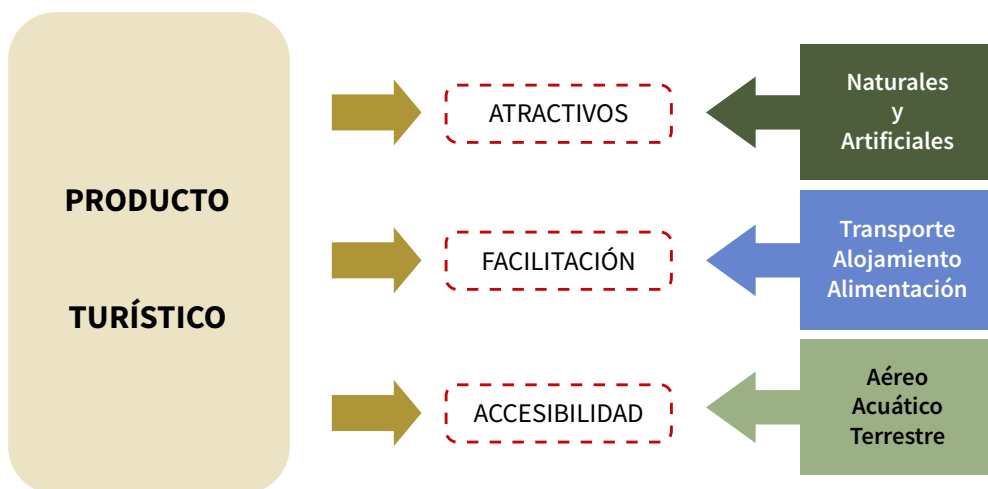 PRODUCTO
TURÍSTICO
ATRACTIVOS
Naturales
y
Artificiales
FACILITACIÓN
Transporte
Alojamiento
Alimentación
ACCESIBILIDAD
Aéreo
Acuático
Terrestre